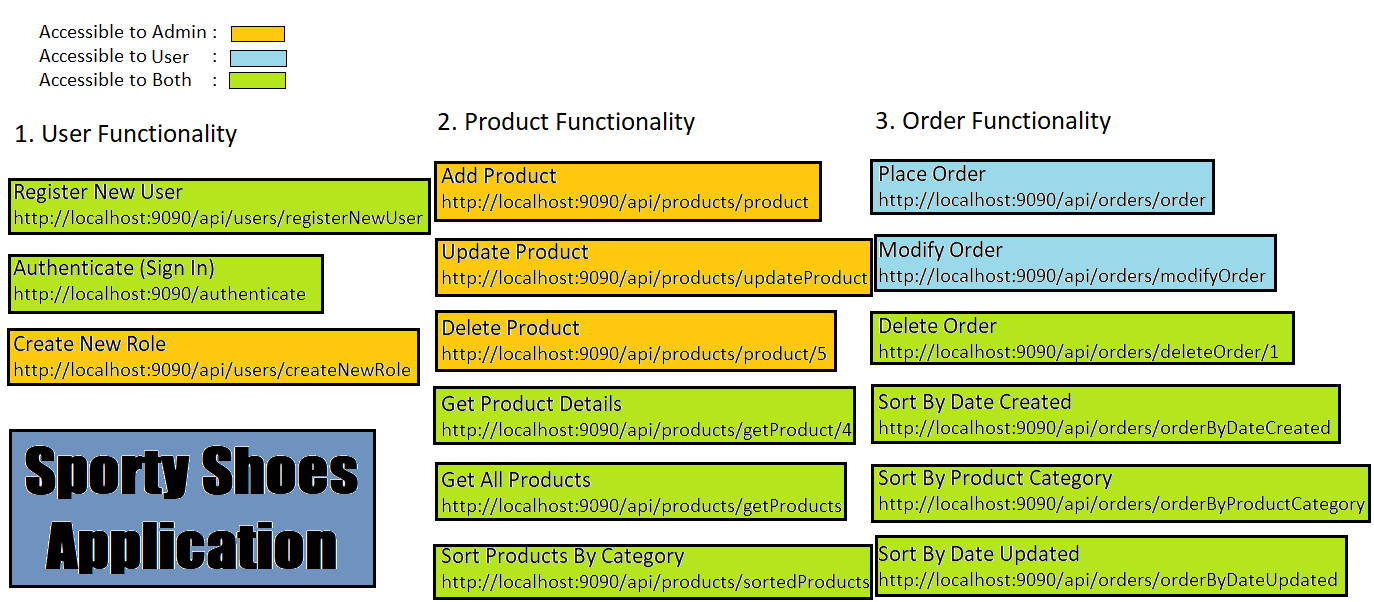 Accessible to Admin :
Accessible to User :
Accessible to Both :
1. User Functionality
Register New User
http://localhost:9090/api/users/registerNewUser
Authenticate (Sign In)
http://localhost:9090/authenticate
Create New Role
http://localhost:9090/api/users/createNewRole
Sporty Shoes
Application
2. Product Functionality
Add Product
http://localhost:9090/api/products/product
Update Product
http://localhost:9090/api/products/updateProduct
Delete Product
http://localhost:9090/api/products/product/5
Get Product Details
http://localhost:9090/api/products/getProduct/4
Get All Products
http://localhost:9090/api/products/getProducts
Sort Products By Category
http://localhost:9090/api/products/sortedProducts
3. Order Functionality
Place Order
http://localhost:9090/api/orders/order
Modify Order
http://localhost:9090/api/orders/modifyOrder
Delete Order
http://localhost:9090/api/orders/deleteOrder/1
Sort By Date Created
http://localhost:9090/api/orders/orderByDateCreated
Sort By Product Category
http://localhost:9090/api/orders/orderByProductCategory
Sort By Date Updated
http://localhost:9090/api/orders/orderByDateUpdated